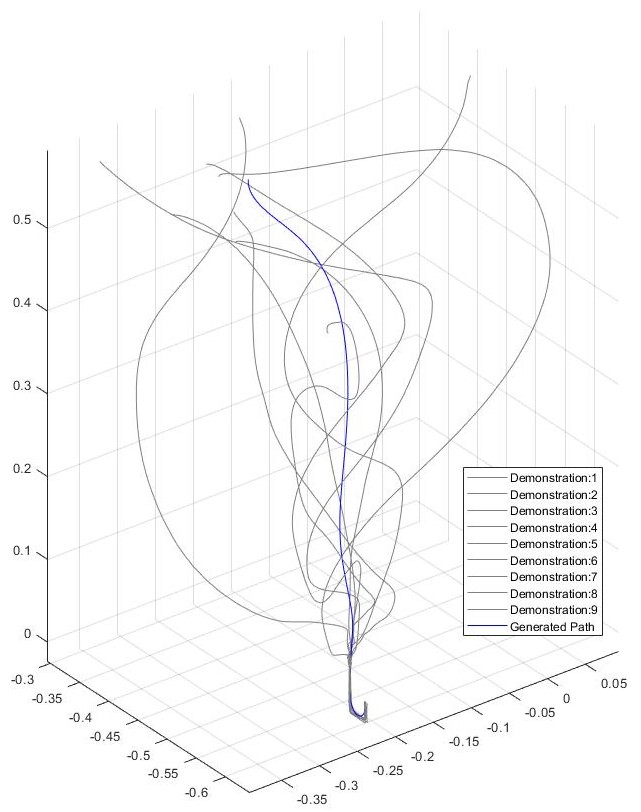 0.5
0.4
0.3
0.2
0.1
0
-0.3
-0.35
-0.4
-0.45
-0.5
-0.55
-0.6
-0.35
-0.3
-0.25
-0.2
-0.15
-0.1
-0.05
0
0.05
Demonstration:1
Demonstration:2
Demonstration:3
Demonstration:4
Demonstration:5
Demonstration:6
Demonstration:7
Demonstration:8
Demonstration:9
Generated Path